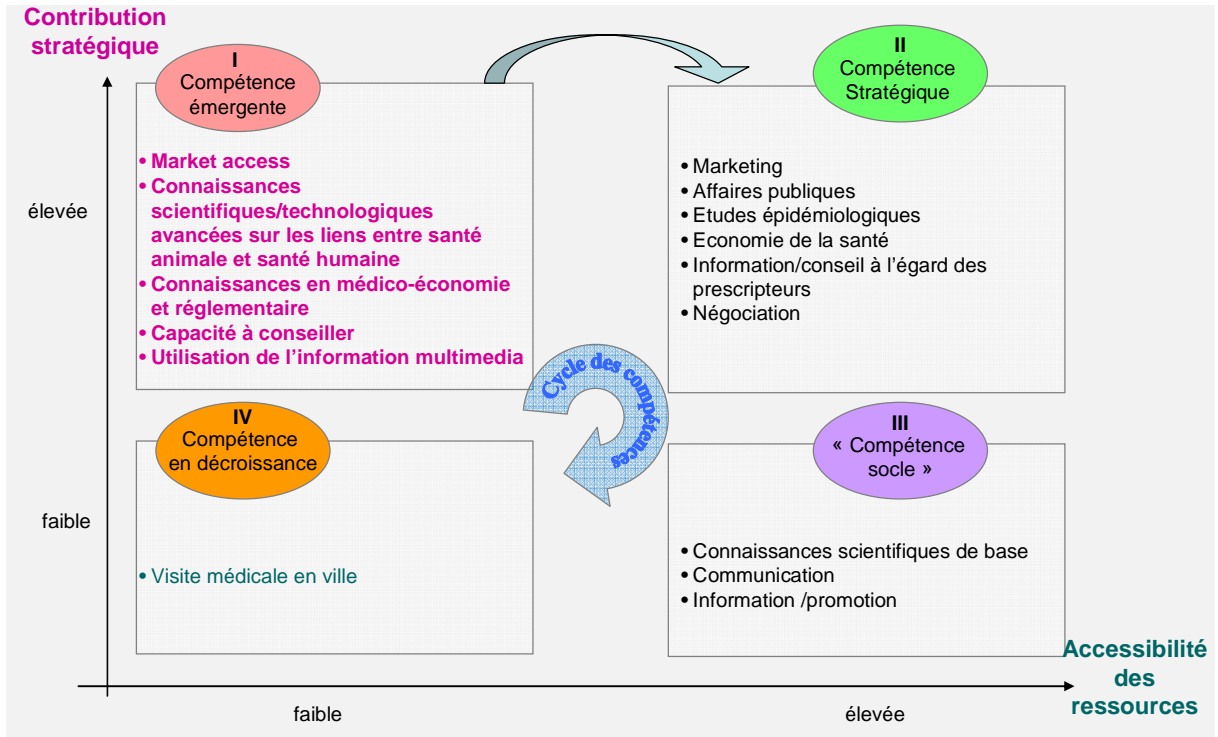 Contribution
stratégique
I
Compétence
émergente
II
Compétence
Stratégique
élevée
• Market access
• Connaissances
scientifiques/technologiques
avancées sur les liens entre santé
animale et santé humaine
• Connaissances en médico-économie
et réglementaire
• Capacité à conseiller
• Utilisation de l'information multimedia
• Marketing
• Affaires publiques
• Etudes épidémiologiques
• Economie de la santé
• Information/conseil à l'égard des
prescripteurs
• Négociation
Cycle des compétences
IV
Compétence
en décroissance
III
« Compétence
socle »
faible
• Visite médicale en ville
• Connaissances scientifiques de base
• Communication
• Information /promotion
Accessibilité
des
ressources
faible
élevée